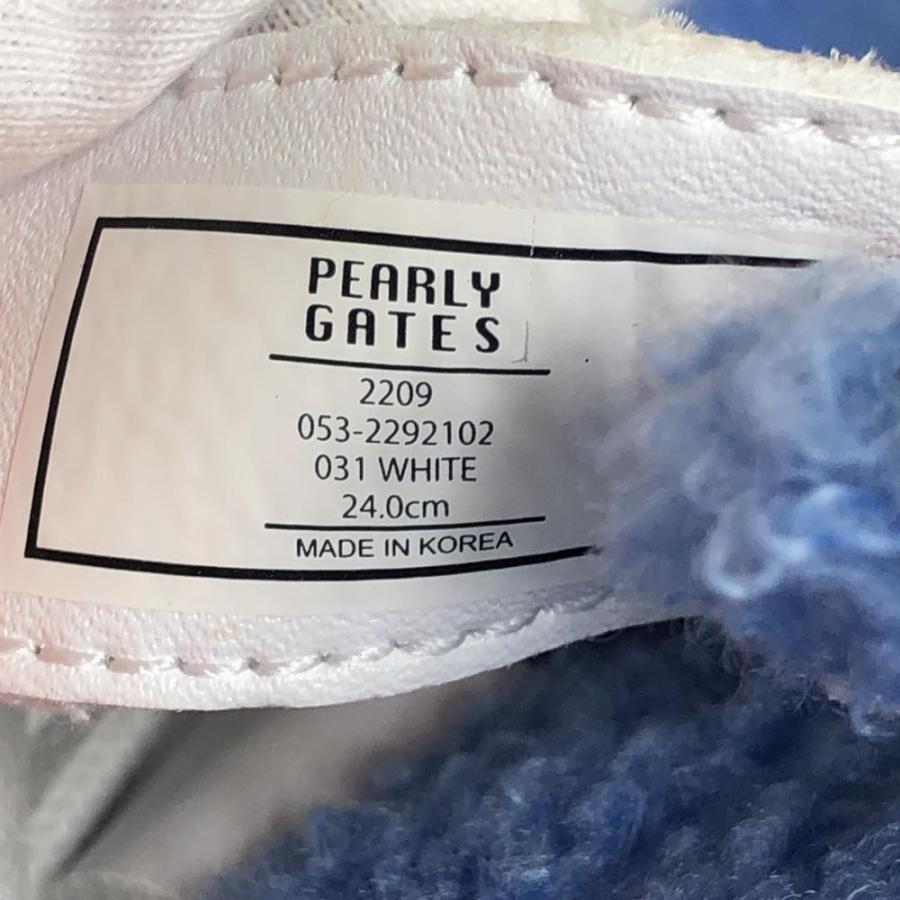 PEARLY
GATES
2209
053-2292102
031 WHITE
24.0cm
MADE IN KOREA